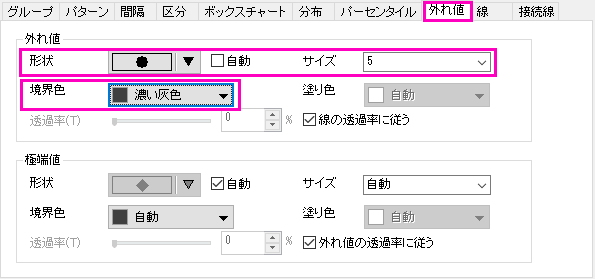 グループ パターン 間隔 区分 ボックスチャート 分布 パーセンタイル 外れ値 線 接続線
外れ値
形状 自動 サイズ 5
境界色 濃い灰色 塗り色 自動
透過率(T) 0 % 線の透過率に従う
極端値
形状 自動 サイズ 自動
境界色 自動 塗り色 自動
透過率(T) 0 % 外れ値の透過率に従う